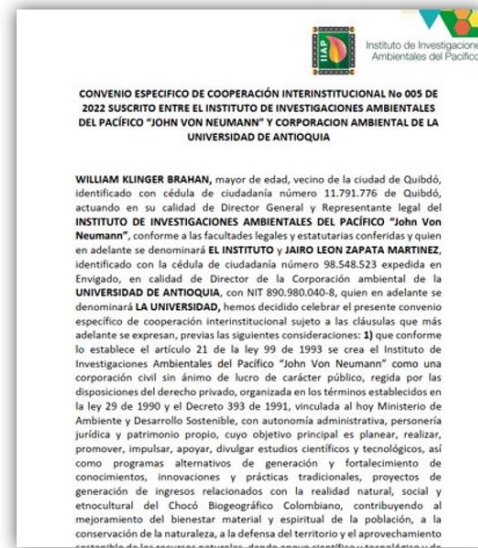 IIAP
Instituto de Investigaciones
Ambientales del Pacífico
CONVENIO ESPECIFICO DE COOPERACIÓN INTERINSTITUCIONAL No 005 DE
2022 SUSCRITO ENTRE EL INSTITUTO DE INVESTIGACIONES AMBIENTALES
DEL PACÍFICO “JOHN VON NEUMANN” Y CORPORACION AMBIENTAL DE LA
UNIVERSIDAD DE ANTIOQUIA
WILLIAM KLINGER BRAHAN, mayor de edad, vecino de la ciudad de Quibdó,
identificado con cédula de ciudadanía número 11.791.776 de Quibdó,
actuando en su calidad de Director General y Representante legal del
INSTITUTO DE INVESTIGACIONES AMBIENTALES DEL PACÍFICO “John Von
Neumann”, conforme a las facultades legales y estatutarias conferidas y quien
en adelante se denominará EL INSTITUTO y JAIRO LEON ZAPATA MARTINEZ,
identificado con la cédula de ciudadanía número 98.548.523 expedida en
Envigado, en calidad de Director de la Corporación ambiental de la
UNIVERSIDAD DE ANTIOQUIA, con NIT 890.980.040-8, quien en adelante se
denominará LA UNIVERSIDAD, hemos decidido celebrar el presente convenio
específico de cooperación interinstitucional sujeto a las cláusulas que más
adelante se expresan, previas las siguientes consideraciones: 1) que conforme
lo establece el artículo 21 de la ley 99 de 1993 se crea el Instituto de
Investigaciones Ambientales del Pacífico “John Von Neumann” como una
corporación civil sin ánimo de lucro de carácter público, regida por las
disposiciones del derecho privado, organizada en los términos establecidos en
la ley 29 de 1990 y el Decreto 393 de 1991, vinculada al hoy Ministerio de
Ambiente y Desarrollo Sostenible, con autonomía administrativa, personería
jurídica y patrimonio propio, cuyo objetivo principal es planear, realizar,
promover, impulsar, apoyar, divulgar estudios científicos y tecnológicos, así
como programas alternativos de generación y fortalecimiento de
conocimientos, innovaciones y prácticas tradicionales, proyectos de
generación de ingresos relacionados con la realidad natural, social y
etnocultural del Chocó Biogeográfico Colombiano, contribuyendo al
mejoramiento del bienestar material y espiritual de la población, a la
conservación de la naturaleza, a la defensa del territorio y el aprovechamiento